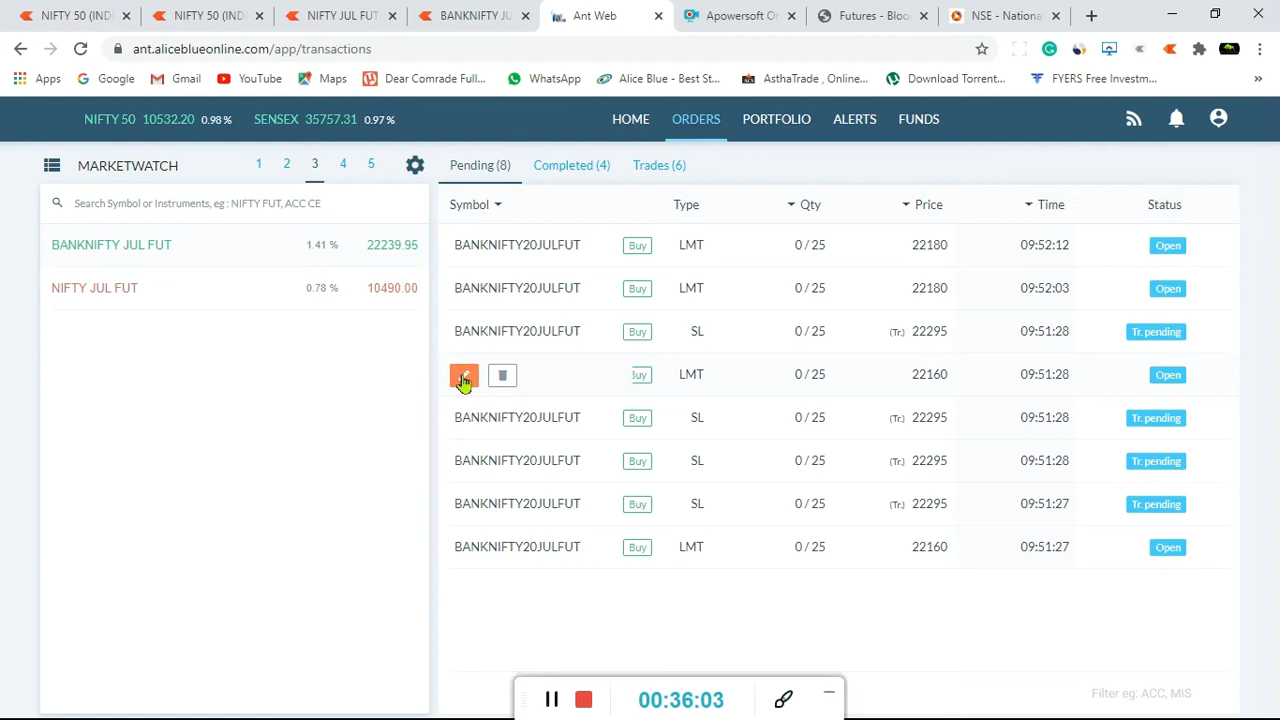 NIFTY 50 (IND
NIFTY 50 (IND
NIFTY JUL FUT
BANKNIFTY JU
Ant Web
Apowersoft On
Futures - Bloo
NSE - Nationa
ant.aliceblueonline.com/app/transactions
Apps
Google
Gmail
YouTube
Maps
Dear Comrade Full...
WhatsApp
Alice Blue - Best St...
AsthaTrade , Online...
Download Torrent...
FYERS Free Investm...
»
NIFTY 50 10532.20 0.98 % SENSEX 35757.31 0.97 %
HOME ORDERS PORTFOLIO ALERTS FUNDS
MARKETWATCH 1 2 3 4 5
Search Symbol or Instruments, eg : NIFTY FUT, ACC CE
BANKNIFTY JUL FUT 1.41 % 22239.95
NIFTY JUL FUT 0.78 % 10490.00
Pending (8) Completed (4) Trades (6)
Symbol Type Qty Price Time Status
BANKNIFTY20JULFUT Buy LMT 0 / 25 22180 09:52:12 Open
BANKNIFTY20JULFUT Buy LMT 0 / 25 22180 09:52:03 Open
BANKNIFTY20JULFUT Buy SL 0 / 25 (Tr.) 22295 09:51:28 Tr. pending
Buy LMT 0 / 25 22160 09:51:28 Open
BANKNIFTY20JULFUT Buy SL 0 / 25 (Tr.) 22295 09:51:28 Tr. pending
BANKNIFTY20JULFUT Buy SL 0 / 25 (Tr.) 22295 09:51:28 Tr. pending
BANKNIFTY20JULFUT Buy SL 0 / 25 (Tr.) 22295 09:51:27 Tr. pending
BANKNIFTY20JULFUT Buy LMT 0 / 25 22160 09:51:27 Open
Filter eg: ACC, MIS
00:36:03